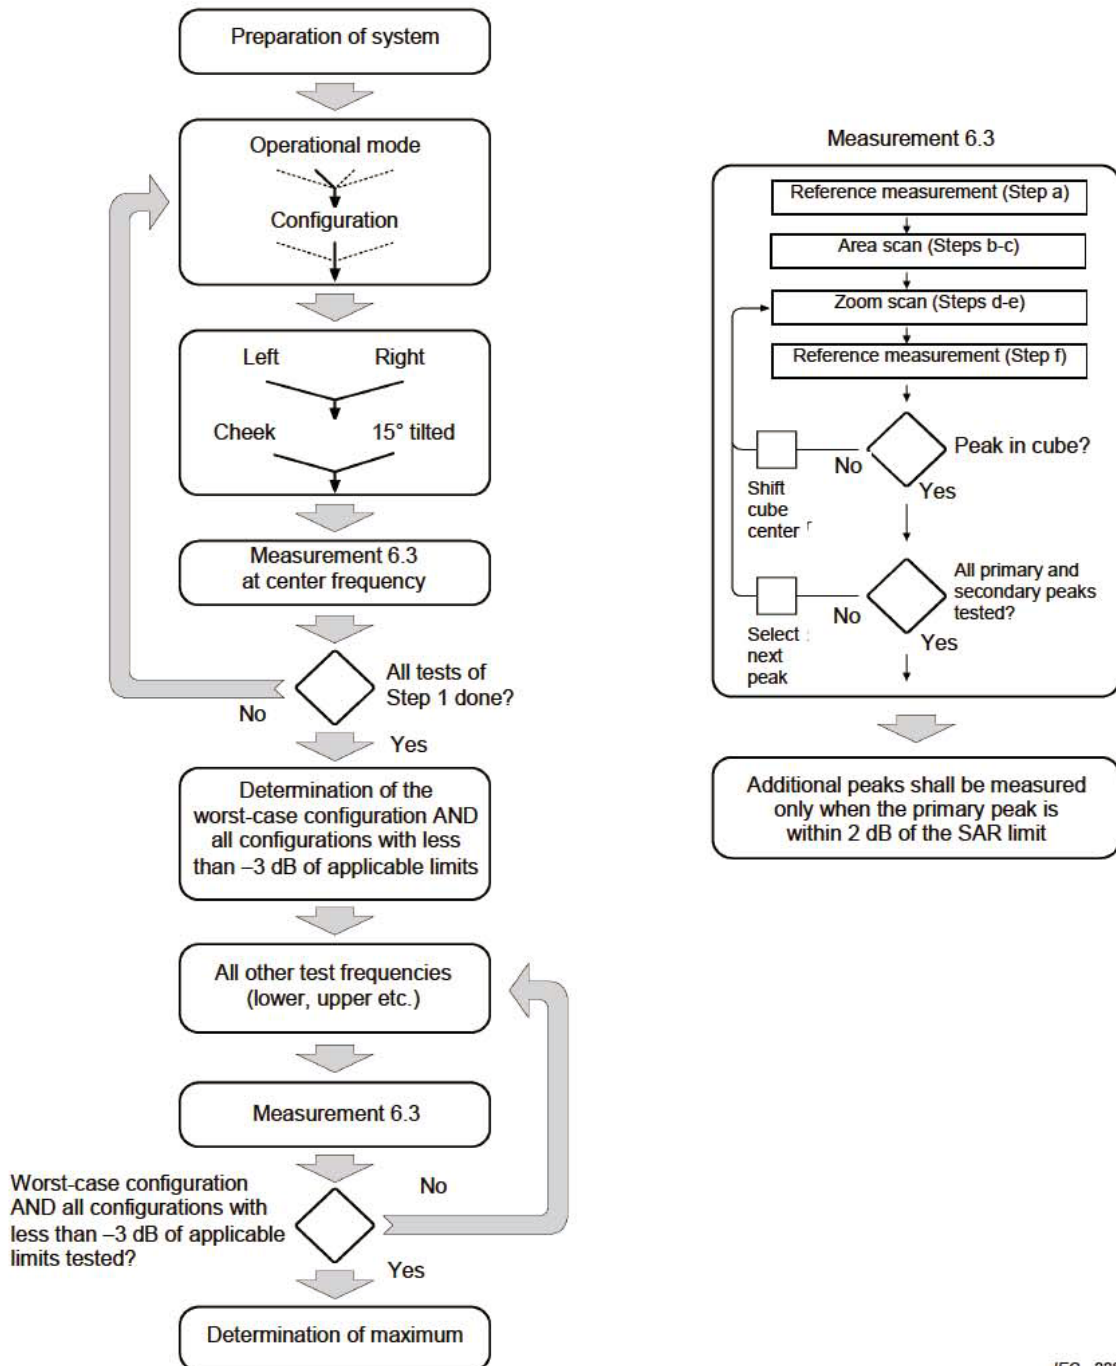 Preparation of system
Operational mode
Configuration
Left Right
Cheek 15° tilted
Measurement 6.3
at center frequency
All tests of
Step 1 done?
No
Yes
Determination of the
worst-case configuration AND
all configurations with less
than –3 dB of applicable limits
All other test frequencies
(lower, upper etc.)
Measurement 6.3
Worst-case configuration
AND all configurations with
less than –3 dB of applicable
limits tested?
No
Yes
Determination of maximum
Measurement 6.3
Reference measurement (Step a)
Area scan (Steps b-c)
Zoom scan (Steps d-e)
Reference measurement (Step f)
Peak in cube?
No
Yes
Shift
cube
center
All primary and
secondary peaks
tested?
No
Yes
Select
next
peak
Additional peaks shall be measured
only when the primary peak is
within 2 dB of the SAR limit